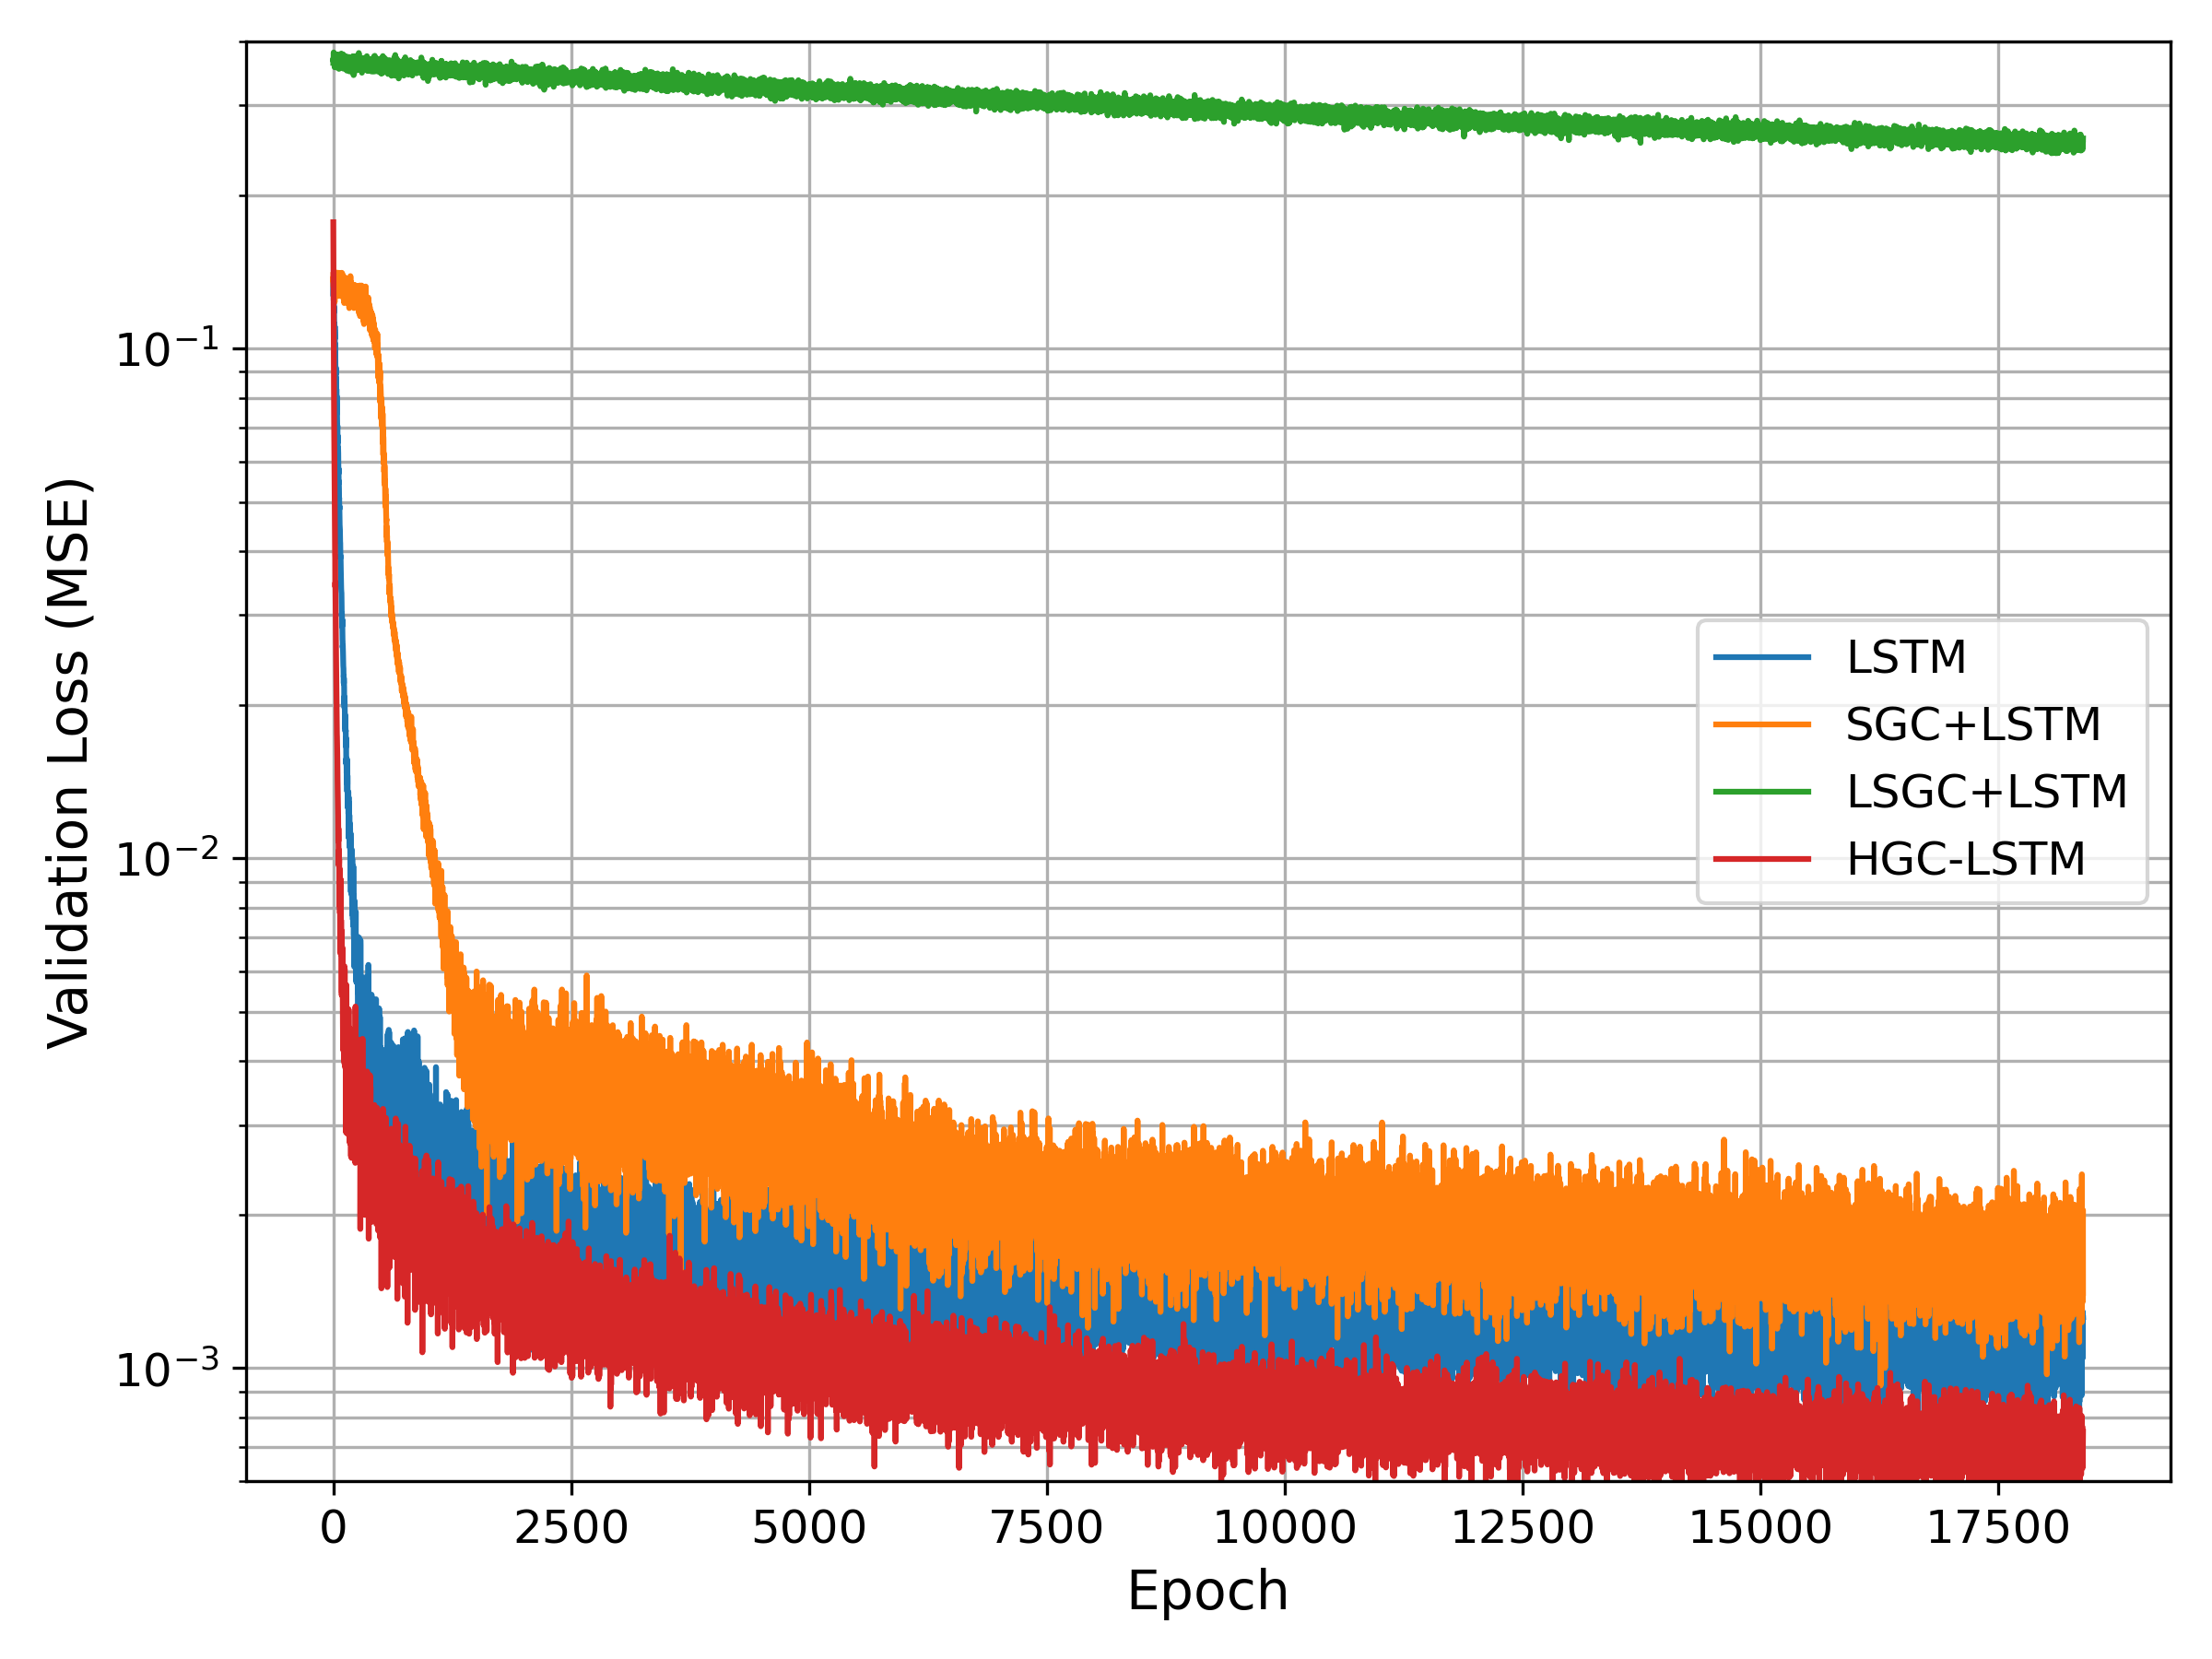 Validation Loss (MSE)
10⁻¹
10⁻²
10⁻³
LSTM
SGC+LSTM
LSGC+LSTM
HGC-LSTM
0 2500 5000 7500 10000 12500 15000 17500
Epoch